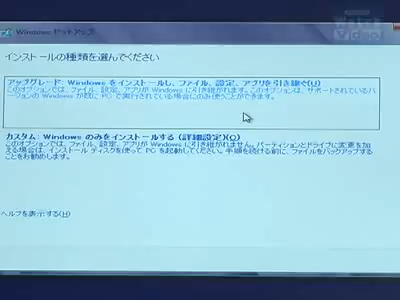 Watch
Video!
Windows セットアップ
インストールの種類を選んでください
アップグレード: Windows をインストールし、ファイル、設定、アプリを引き継ぐ(U)
このオプションでは、ファイル、設定、アプリが Windows に引き継がれます。このオプションは、サポートされているバ
ージョンの Windows が既に PC で実行されている場合にのみ使うことができます。
カスタム: Windows のみをインストールする (詳細設定)(C)
このオプションでは、ファイル、設定、アプリが Windows に引き継がれません。パーティションとドライブに変更を加
える場合は、インストール ディスクを使って PC を起動してください。手順を続ける前に、ファイルをバックアップする
ことをお勧めします。
ヘルプを表示する(H)